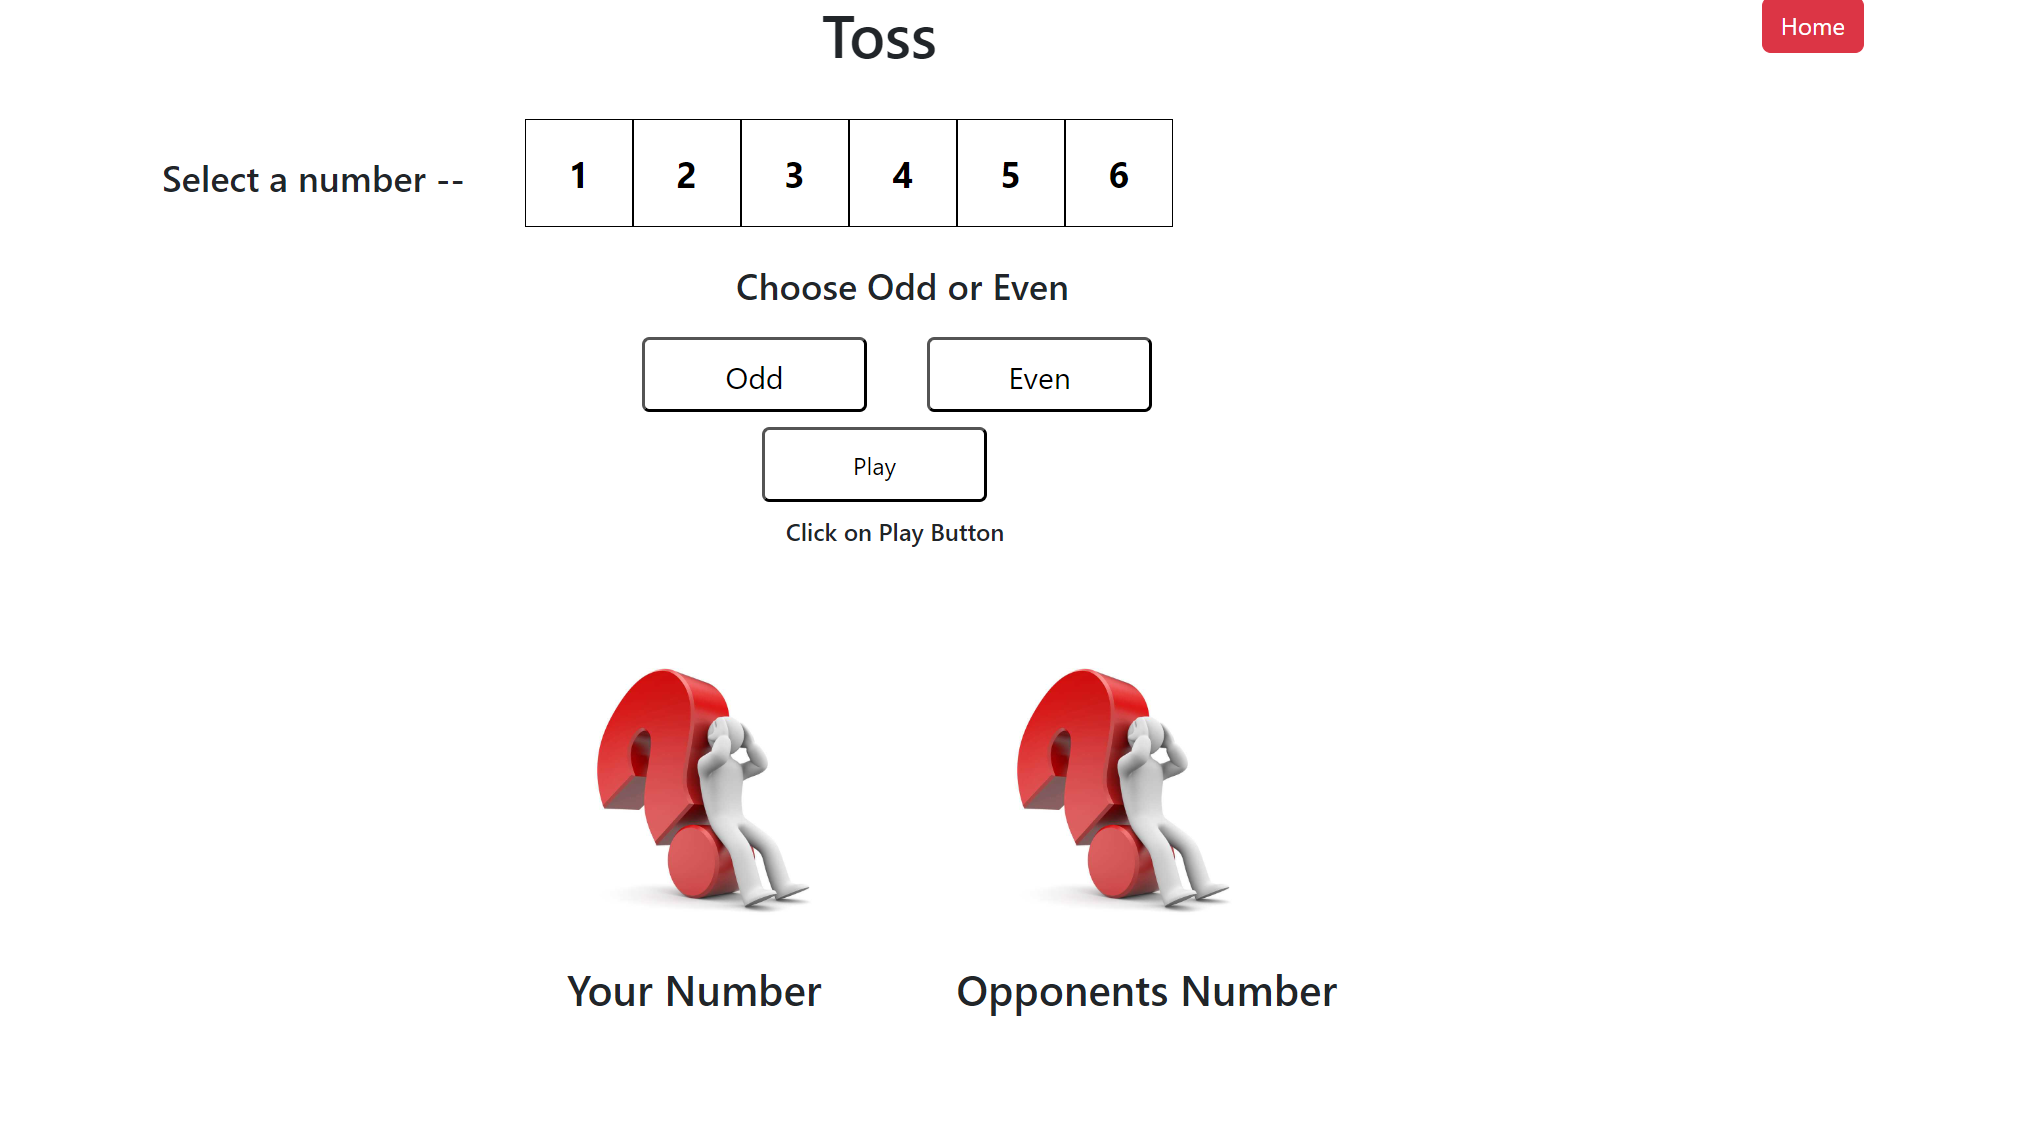 Toss
Home
Select a number --
1 2 3 4 5 6
Choose Odd or Even
Odd Even
Play
Click on Play Button
Your Number Opponents Number